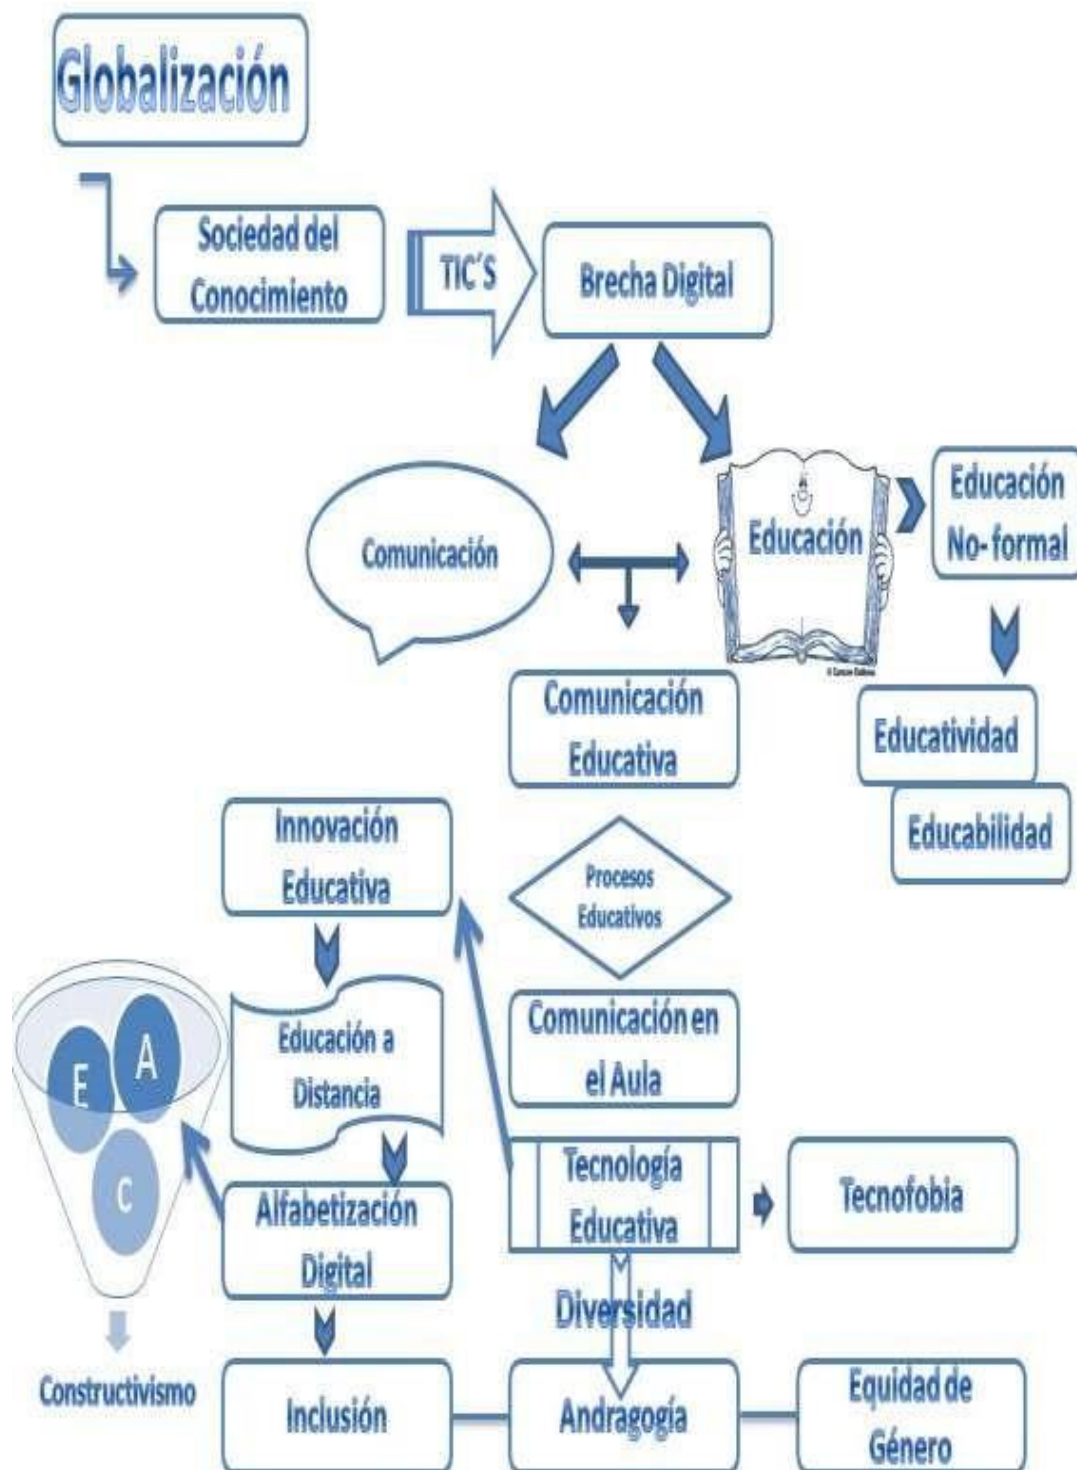 Globalización
Sociedad del
Conocimiento
TIC´S
Brecha Digital
Comunicación
Educación
Educación
No- formal
Comunicación
Educativa
Educatividad
Educabilidad
Innovación
Educativa
Procesos
Educativos
Educación a
Distancia
Comunicación en
el Aula
E
A
C
Alfabetización
Digital
Tecnología
Educativa
Tecnofobia
Diversidad
Constructivismo
Inclusión
Andragogía
Equidad de
Género